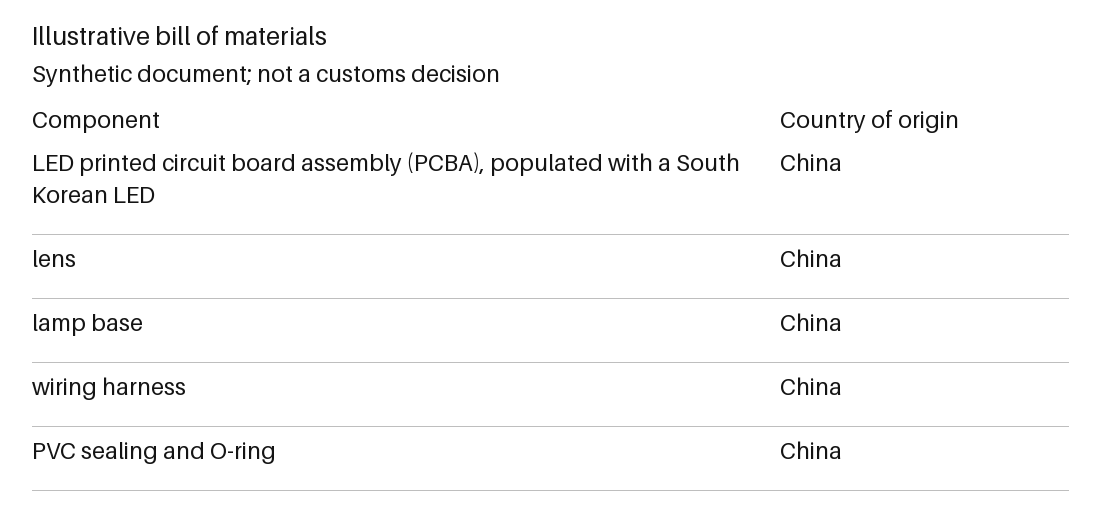 Illustrative bill of materials
Synthetic document; not a customs decision
Component Country of origin
LED printed circuit board assembly (PCBA), populated with a South China
Korean LED
lens China
lamp base China
wiring harness China
PVC sealing and O-ring China